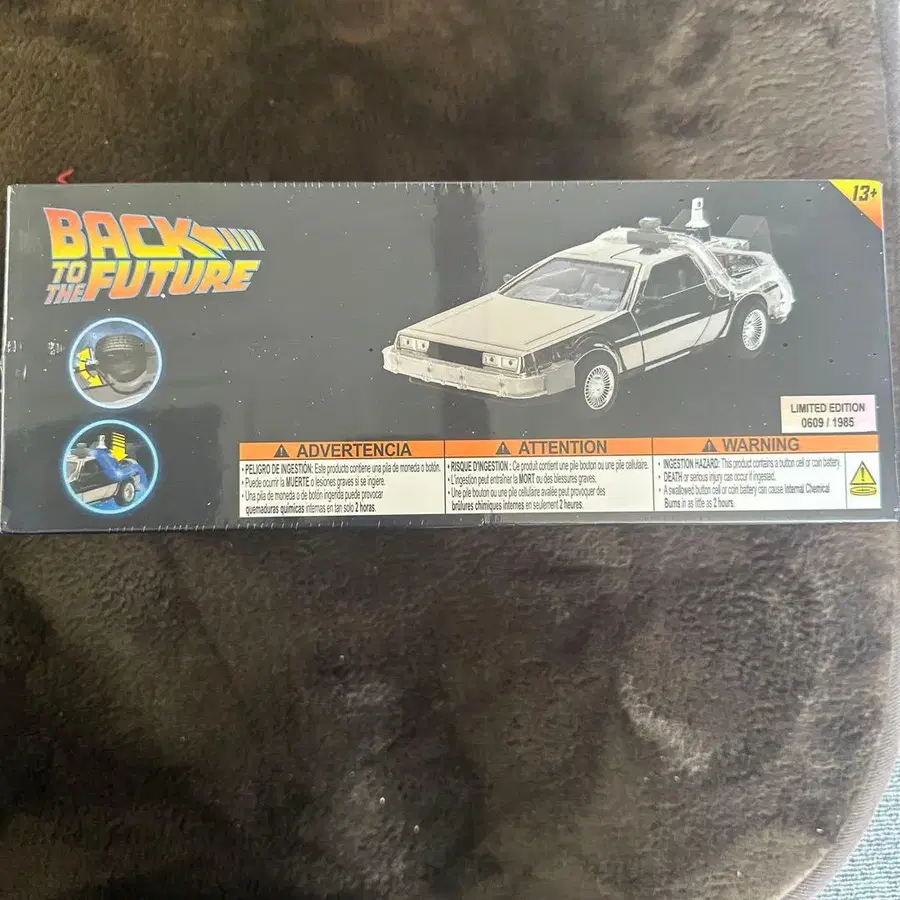 13+
BACK
TO THE FUTURE
LIMITED EDITION
0609 / 1985
ADVERTENCIA
• PELIGRO DE INGESTIÓN: Este producto contiene una pila de moneda o botón.
• Puede ocurrir la MUERTE o lesiones graves si se ingiere.
• Una pila de moneda o de botón ingerida puede provocar
quemaduras químicas internas en tan solo 2 horas.
ATTENTION
• RISQUE D'INGESTION : Ce produit contient une pile bouton ou une pile cellulaire.
• L'ingestion peut entraîner la MORT ou des blessures graves.
• Une pile bouton ou une pile cellulaire avalée peut provoquer des
brûlures chimiques internes en seulement 2 heures.
WARNING
• INGESTION HAZARD: This product contains a button cell or coin battery.
• DEATH or serious injury can occur if ingested.
• A swallowed button cell or coin battery can cause Internal Chemical
Burns in as little as 2 hours.